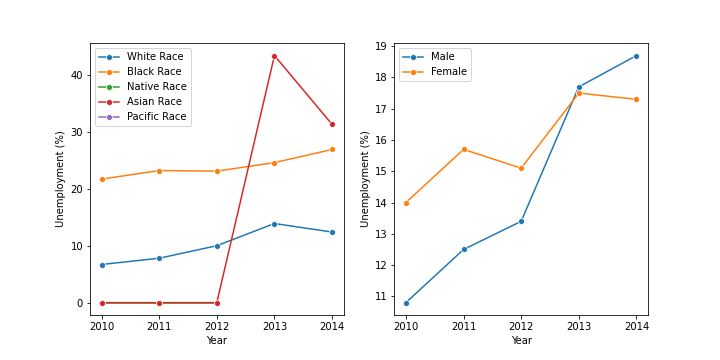 White Race
Black Race
Native Race
Asian Race
Pacific Race
Unemployment (%)
40
30
20
10
0
2010 2011 2012 2013 2014
Year
Male
Female
Unemployment (%)
19
18
17
16
15
14
13
12
11
2010 2011 2012 2013 2014
Year